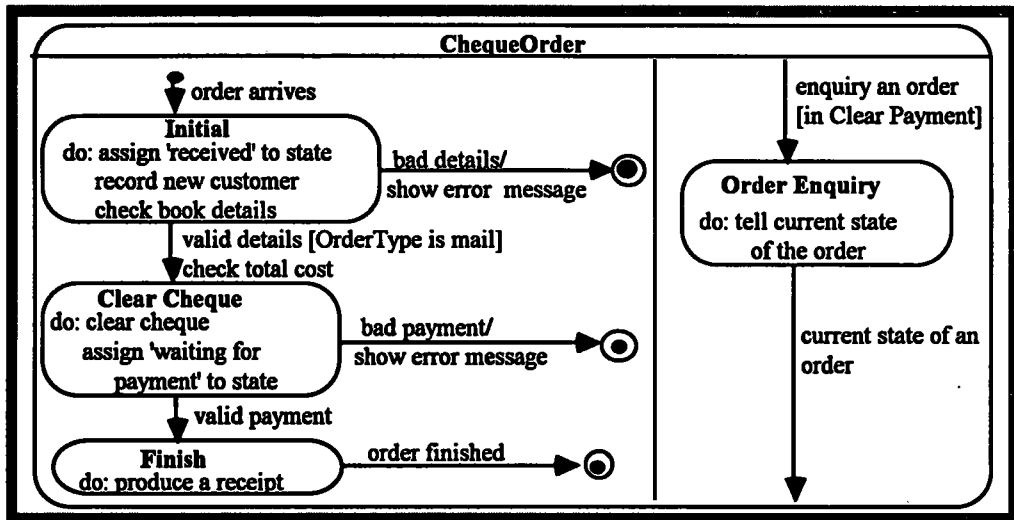 ChequeOrder
order arrives
Initial
do: assign 'received' to state
record new customer
check book details
bad details/
show error message
valid details [OrderType is mail]
check total cost
Clear Cheque
do: clear cheque
assign 'waiting for
payment' to state
bad payment/
show error message
valid payment
Finish
do: produce a receipt
order finished
enquiry an order
[in Clear Payment]
Order Enquiry
do: tell current state
of the order
current state of an
order